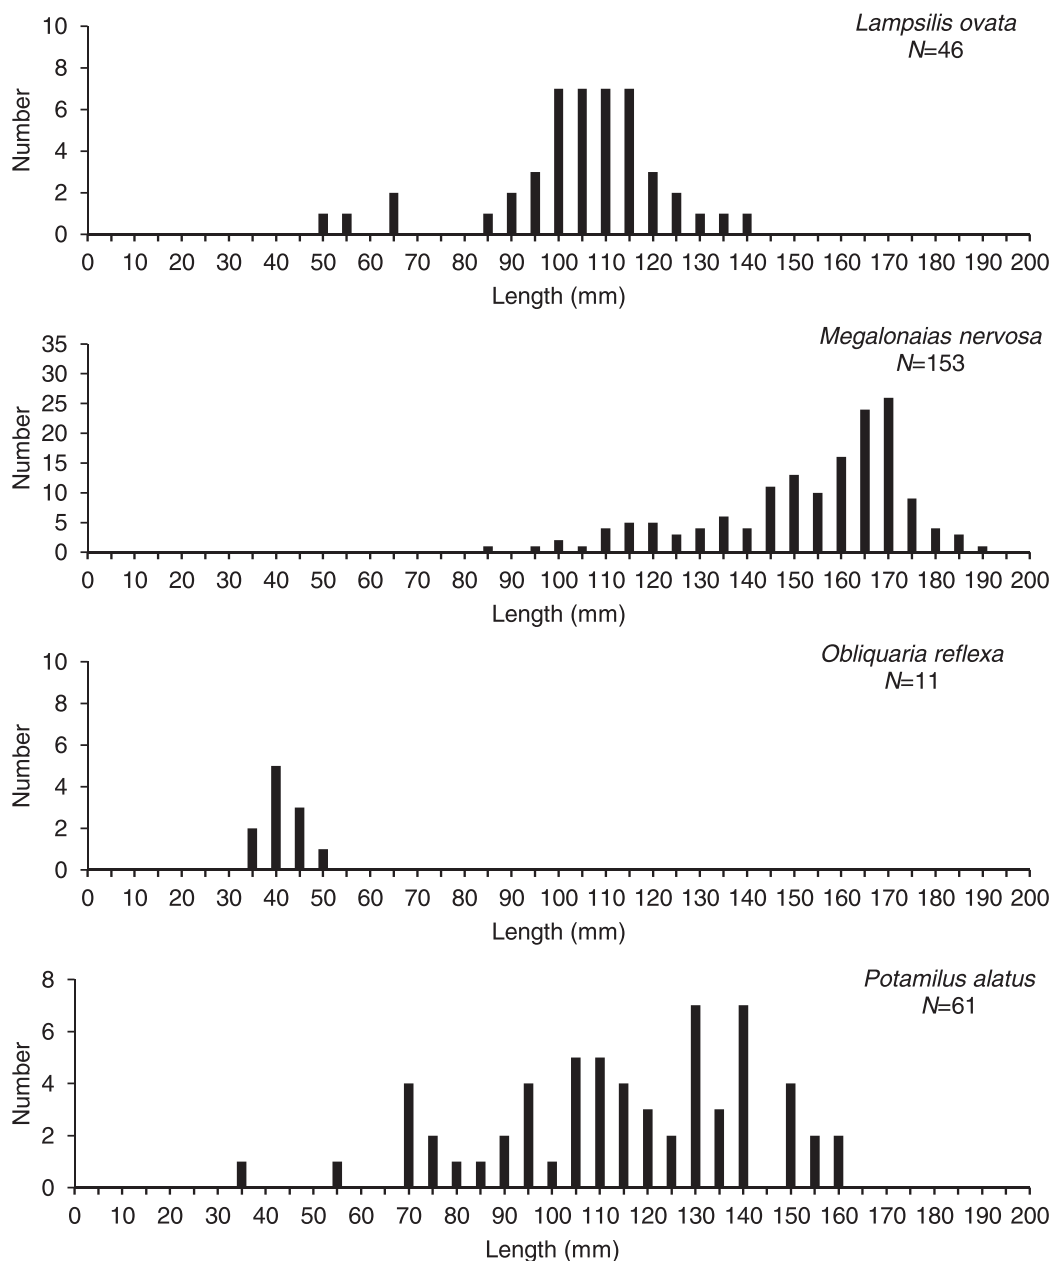 Lampsilis ovata
N=46
10
8
6
4
2
0
Number
0 10 20 30 40 50 60 70 80 90 100 110 120 130 140 150 160 170 180 190 200
Length (mm)
Megalonaias nervosa
N=153
35
30
25
20
15
10
5
0
Number
0 10 20 30 40 50 60 70 80 90 100 110 120 130 140 150 160 170 180 190 200
Length (mm)
Obliquaria reflexa
N=11
10
8
6
4
2
0
Number
0 10 20 30 40 50 60 70 80 90 100 110 120 130 140 150 160 170 180 190 200
Length (mm)
Potamilus alatus
N=61
8
6
4
2
0
Number
0 10 20 30 40 50 60 70 80 90 100 110 120 130 140 150 160 170 180 190 200
Length (mm)